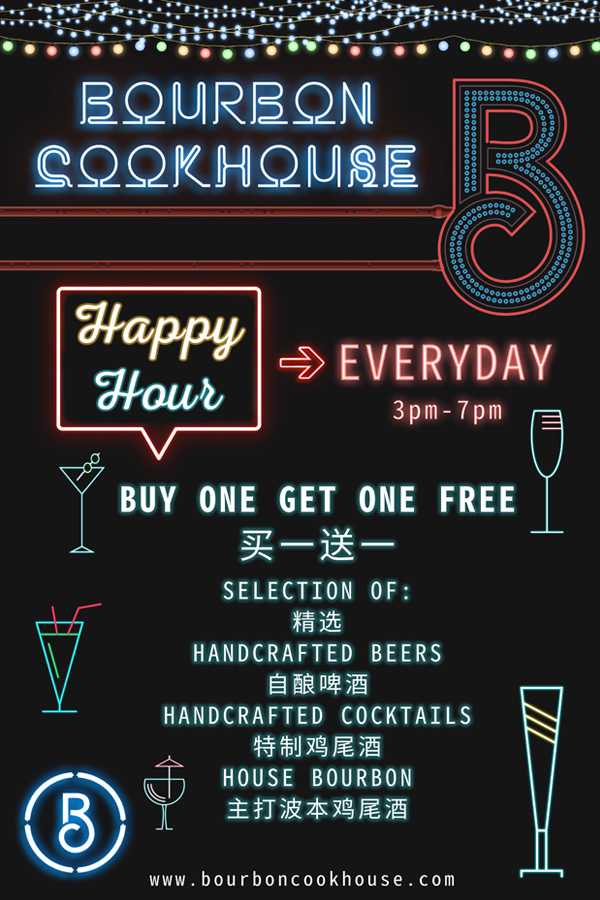 BOURBON
COOKHOUSE
B
Happy
Hour
EVERYDAY
3pm-7pm
BUY ONE GET ONE FREE
买一送一
SELECTION OF:
精选
HANDCRAFTED BEERS
自酿啤酒
HANDCRAFTED COCKTAILS
特制鸡尾酒
HOUSE BOURBON
主打波本鸡尾酒
B
www.bourboncookhouse.com